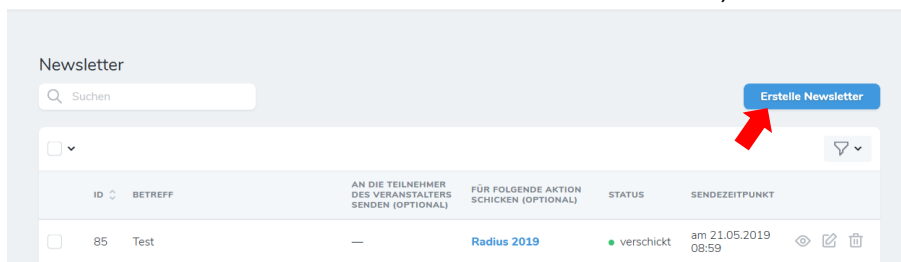 Newsletter
Suchen
Erstelle Newsletter
ID BETREFF AN DIE TEILNEHMER DES VERANSTALTERS SENDEN (OPTIONAL) FÜR FOLGENDE AKTION SCHICKEN (OPTIONAL) STATUS SENDEZEITPUNKT
85 Test — Radius 2019 verschickt am 21.05.2019 08:59